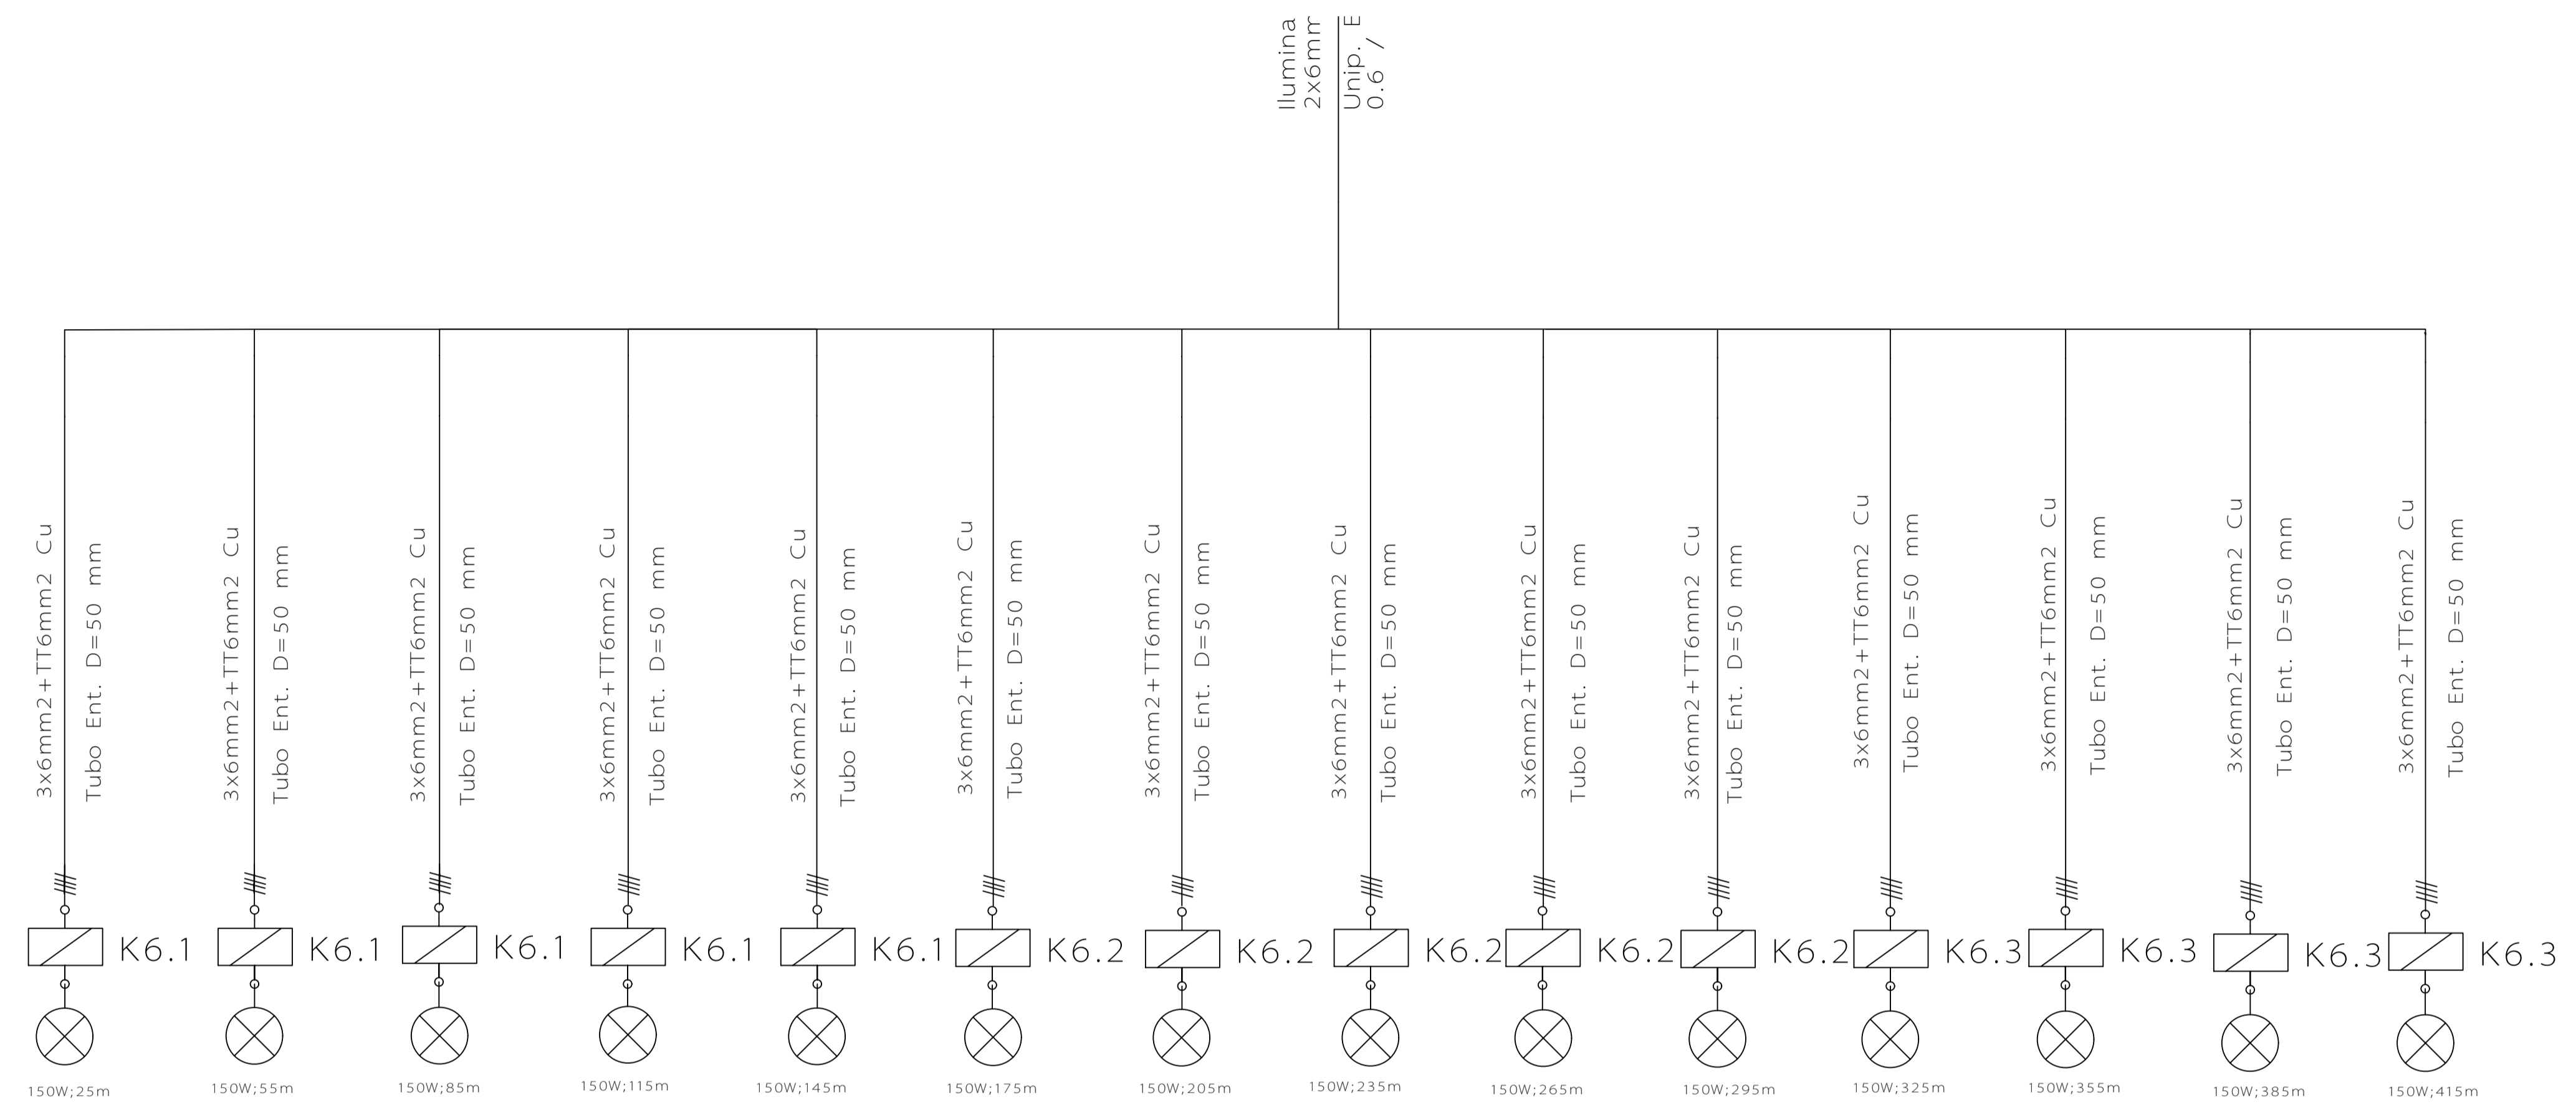 Ilumina
2x6mm
Unip. E
0.6 /
3x6mm2+TT6mm2 Cu
Tubo Ent. D=50 mm
3x6mm2+TT6mm2 Cu
Tubo Ent. D=50 mm
3x6mm2+TT6mm2 Cu
Tubo Ent. D=50 mm
3x6mm2+TT6mm2 Cu
Tubo Ent. D=50 mm
3x6mm2+TT6mm2 Cu
Tubo Ent. D=50 mm
3x6mm2+TT6mm2 Cu
Tubo Ent. D=50 mm
3x6mm2+TT6mm2 Cu
Tubo Ent. D=50 mm
3x6mm2+TT6mm2 Cu
Tubo Ent. D=50 mm
3x6mm2+TT6mm2 Cu
Tubo Ent. D=50 mm
3x6mm2+TT6mm2 Cu
Tubo Ent. D=50 mm
3x6mm2+TT6mm2 Cu
Tubo Ent. D=50 mm
3x6mm2+TT6mm2 Cu
Tubo Ent. D=50 mm
3x6mm2+TT6mm2 Cu
Tubo Ent. D=50 mm
3x6mm2+TT6mm2 Cu
Tubo Ent. D=50 mm
K6.1
K6.1
K6.1
K6.1
K6.1
K6.2
K6.2
K6.2
K6.2
K6.2
K6.3
K6.3
K6.3
K6.3
150W;25m
150W;55m
150W;85m
150W;115m
150W;145m
150W;175m
150W;205m
150W;235m
150W;265m
150W;295m
150W;325m
150W;355m
150W;385m
150W;415m